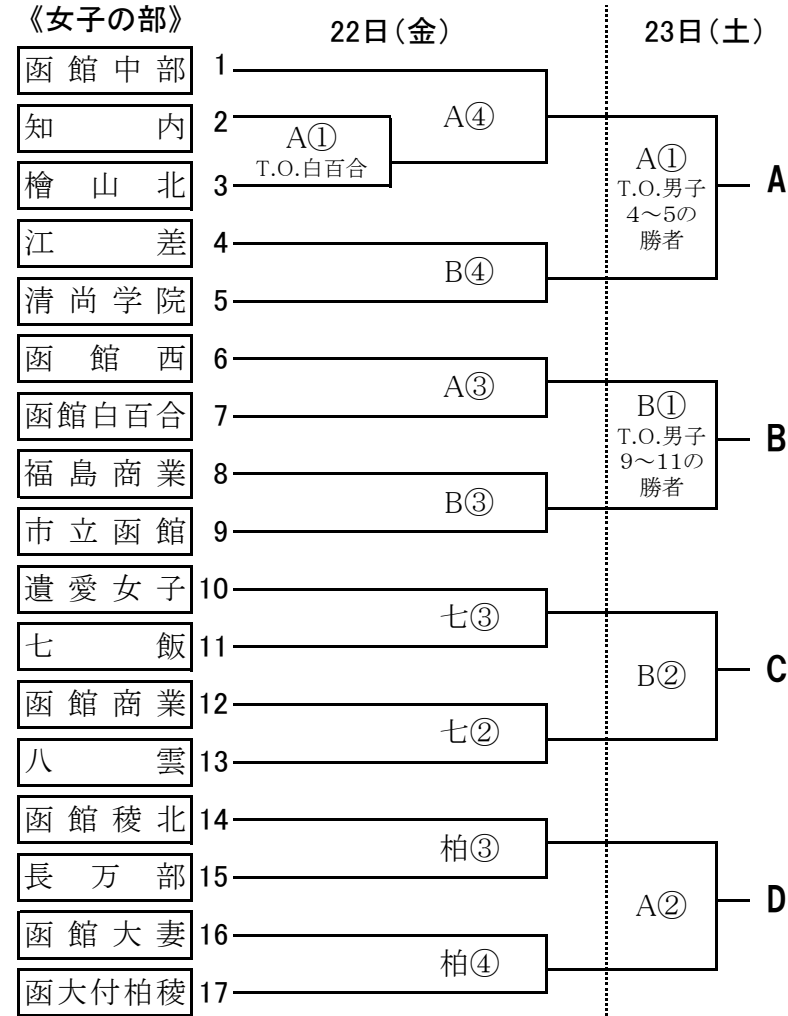 《女子の部》 22日(金) 23日(土)
函館中部 1
知内 2
檜山北 3
江差 4
清尚学院 5
函館西 6
函館白百合 7
福島商業 8
市立函館 9
遺愛女子 10
七飯 11
函館商業 12
八雲 13
函館稜北 14
長万部 15
函館大妻 16
函大付柏稜 17
A①
T.O.白百合
A④
B④
A③
B③
七③
七②
柏③
柏④
A①
T.O.男子
4~5の
勝者
A
B①
T.O.男子
9~11の
勝者
B
B②
C
A②
D